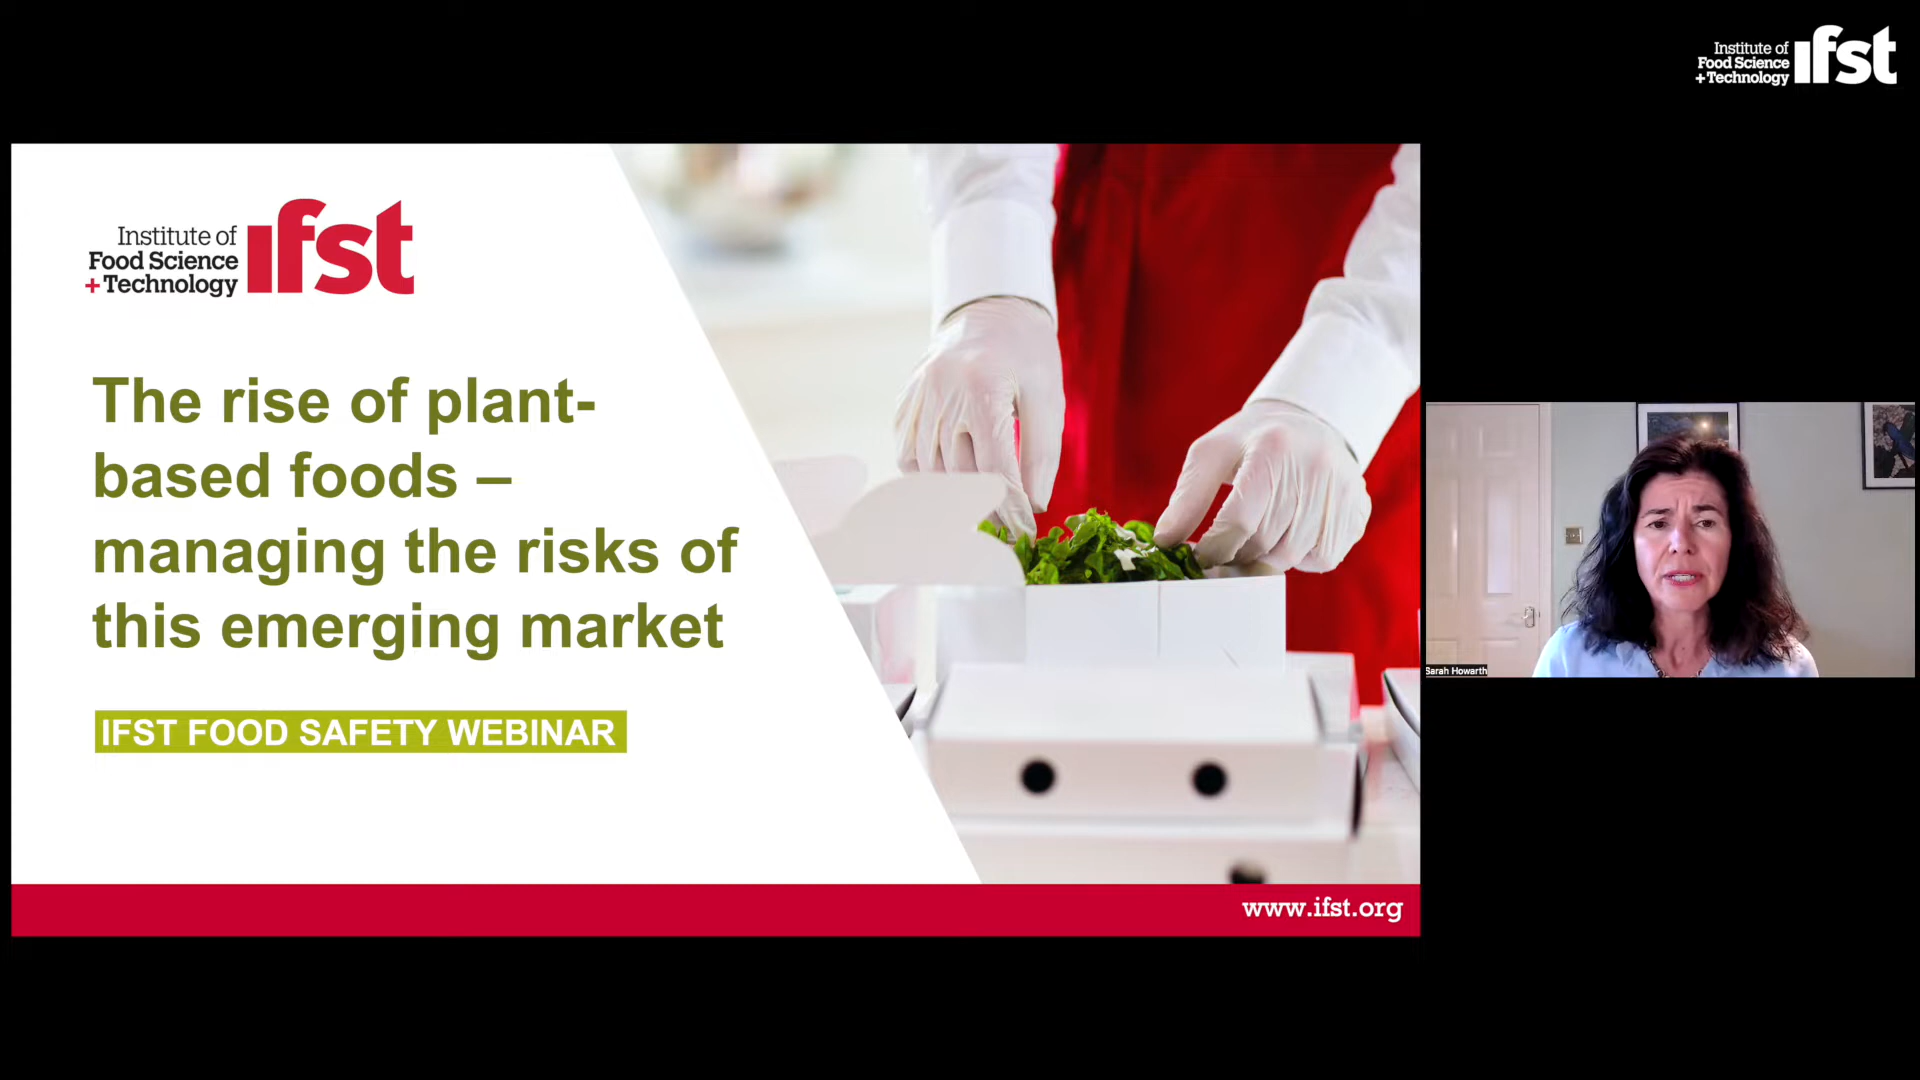 Institute of
Food Science
+Technology
ifst
Institute of
Food Science
+Technology
ifst
The rise of plant-
based foods –
managing the risks of
this emerging market
IFST FOOD SAFETY WEBINAR
www.ifst.org
Sarah Howarth